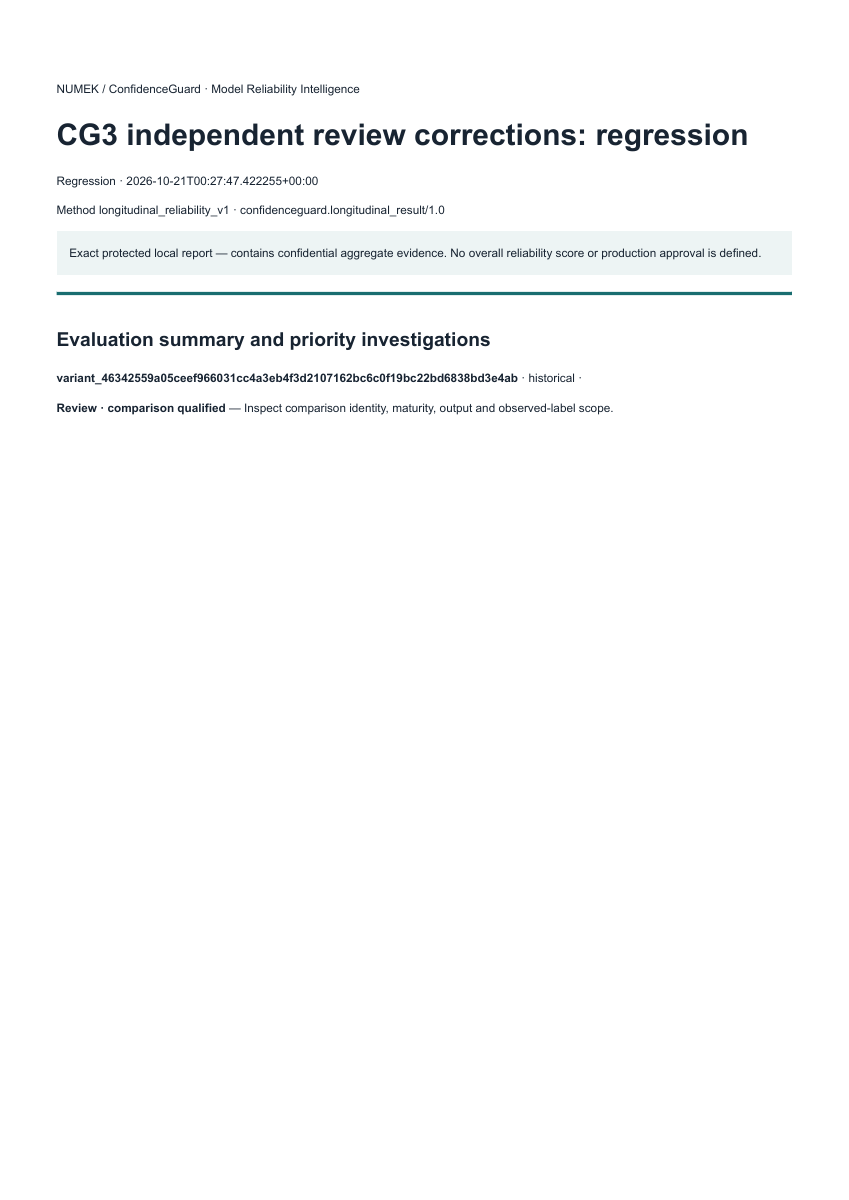 NUMEK / ConfidenceGuard · Model Reliability Intelligence
CG3 independent review corrections: regression
Regression · 2026-10-21T00:27:47.422255+00:00
Method longitudinal_reliability_v1 · confidenceguard.longitudinal_result/1.0
Exact protected local report — contains confidential aggregate evidence. No overall reliability score or production approval is defined.
Evaluation summary and priority investigations
variant_46342559a05ceef966031cc4a3eb4f3d2107162bc6c0f19bc22bd6838bd3e4ab · historical ·
Review · comparison qualified — Inspect comparison identity, maturity, output and observed-label scope.